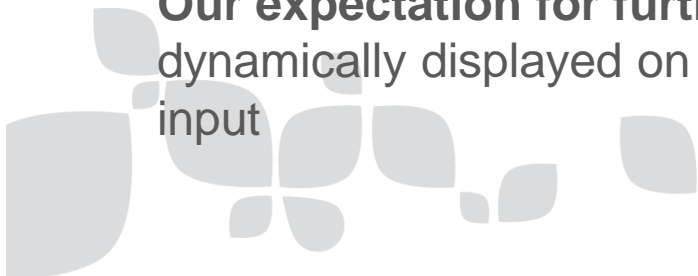 Our expectation for
dynamically displayed on
input